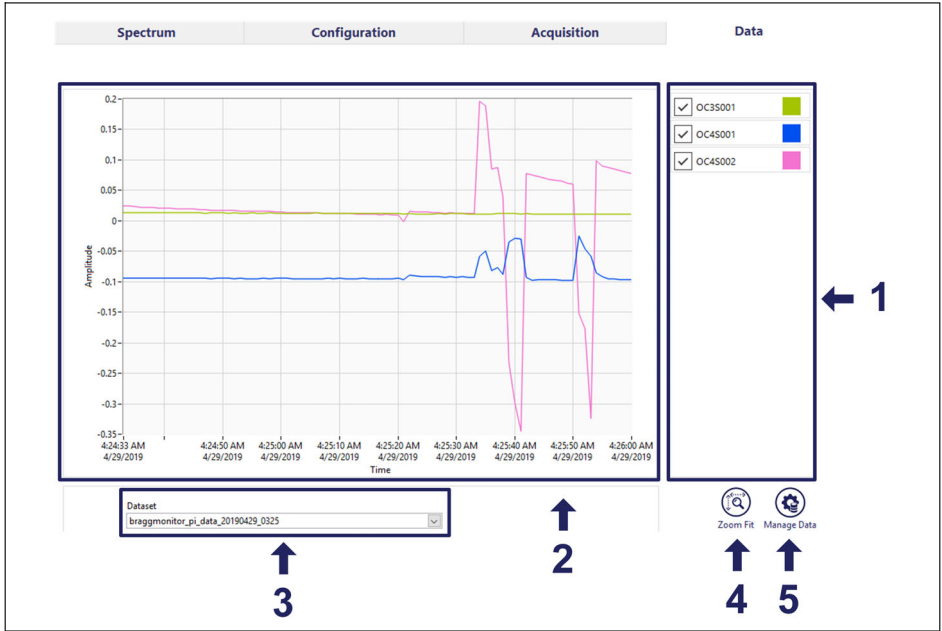 Spectrum Configuration Acquisition Data
0.2
0.15
0.1
0.05
0
-0.05
-0.1
-0.15
-0.2
-0.25
-0.3
-0.35
Amplitude
4:24:33 AM 4:24:50 AM 4:25:00 AM 4:25:10 AM 4:25:20 AM 4:25:30 AM 4:25:40 AM 4:25:50 AM 4:26:00 AM
4/29/2019 4/29/2019 4/29/2019 4/29/2019 4/29/2019 4/29/2019 4/29/2019 4/29/2019 4/29/2019
Time
OC3S001
OC4S001
OC4S002
1
Dataset
braggmonitor_pi_data_20190429_0325
Zoom Fit Manage Data
2
3
4 5